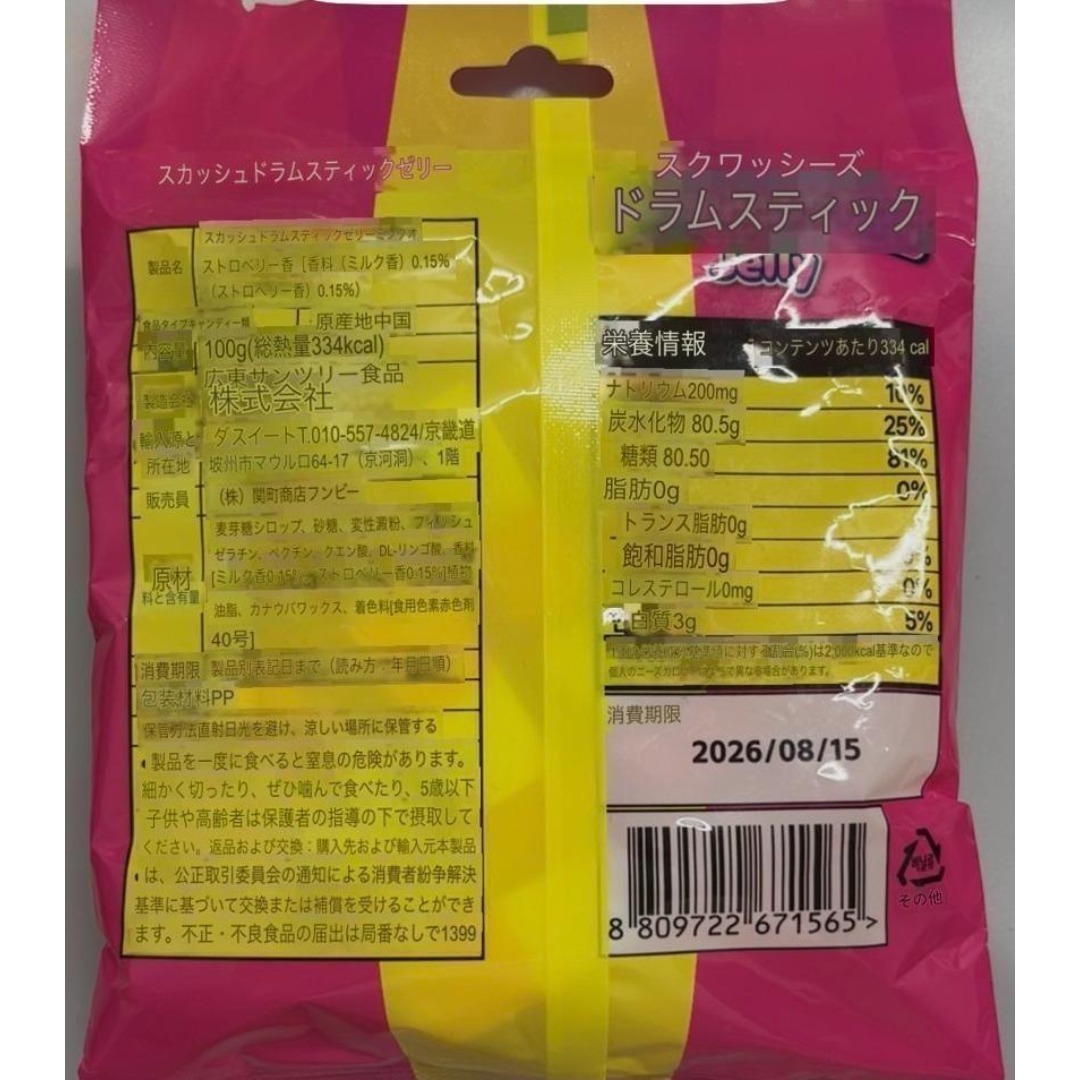 スカッシュドラムスティックゼリー
製品名
スカッシュドラムスティックゼリー
ストロベリー香 [香料（ミルク香）0.15%
（ストロベリー香）0.15%）
食品タイプキャンディー類
原産地中国
内容量
100g(総熱量334kcal)
製造会社
広東サンツリー食品
株式会社
輸入原と
所在地
ダスイートT.010-557-4824/京畿道
坡州市マウルロ64-17（京河洞）、1階
販売員
（株）関町商店フンビー
原材
料と含有量
麦芽糖シロップ、砂糖、変性澱粉、フィッシュ
ゼラチン、ペクチン、クエン酸、DL-リンゴ酸、香料
[ミルク香0.15% ストロベリー香0.15%]植物
油脂、カナウバワックス、着色料[食用色素赤色剤
40号]
消費期限 製品別表記日まで（読み方：年月日順）
包装材料PP
保管方法直射日光を避け、涼しい場所に保管する
製品を一度に食べると窒息の危険があります。
細かく切ったり、ぜひ噛んで食べたり、5歳以下
子供や高齢者は保護者の指導の下で摂取して
ください。返品および交換：購入先および輸入元本製品
は、公正取引委員会の通知による消費者紛争解決
基準に基づいて交換または補償を受けることができ
ます。不正・不良食品の届出は局番なしで1399
スクワッシーズ
ドラムスティック
Jelly
栄養情報
コンテンツあたり334 cal
ナトリウム200mg 10%
炭水化物 80.5g 25%
糖類 80.50 81%
脂肪0g 0%
トランス脂肪0g
飽和脂肪0g
コレステロール0mg 0%
白質3g 5%
に対する割合(%)は2,000kcal基準なので
消費期限
2026/08/15
8 809722 671565>
その他